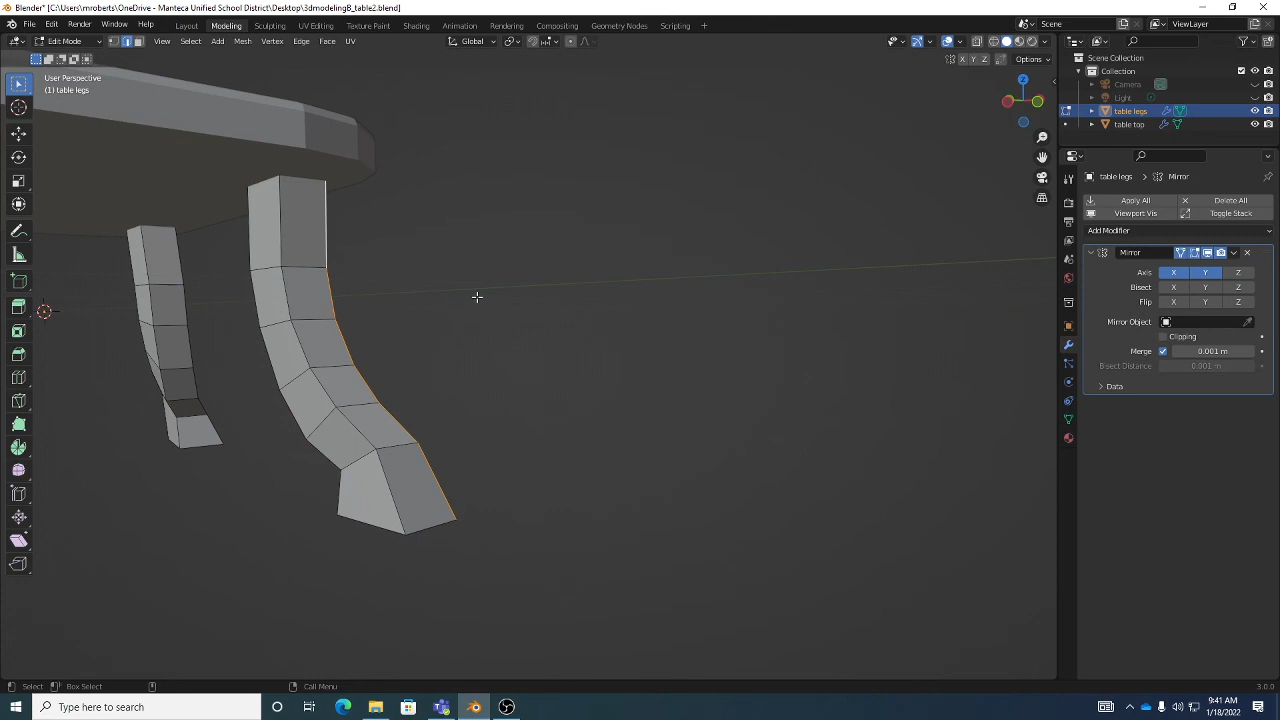 Blender* [C:\Users\mroberts\OneDrive - Manteca Unified School District\Desktop\3dmodeling8_table2.blend]
File Edit Render Window Help Layout Modeling Sculpting UV Editing Texture Paint Shading Animation Rendering Compositing Geometry Nodes Scripting + Scene ViewLayer
Edit Mode View Select Add Mesh Vertex Edge Face UV Global
X Y Z Options
User Perspective
(1) table legs
Z
Scene Collection
Collection
Camera
Light
table legs
table top
table legs > Mirror
Apply All Delete All
Viewport Vis Toggle Stack
Add Modifier
Mirror
Axis X Y Z
Bisect X Y Z
Flip X Y Z
Mirror Object
Clipping
Merge 0.001 m
Bisect Distance 0.001 m
Data
Select Box Select Call Menu 3.0.0
Type here to search
9:41 AM
1/18/2022